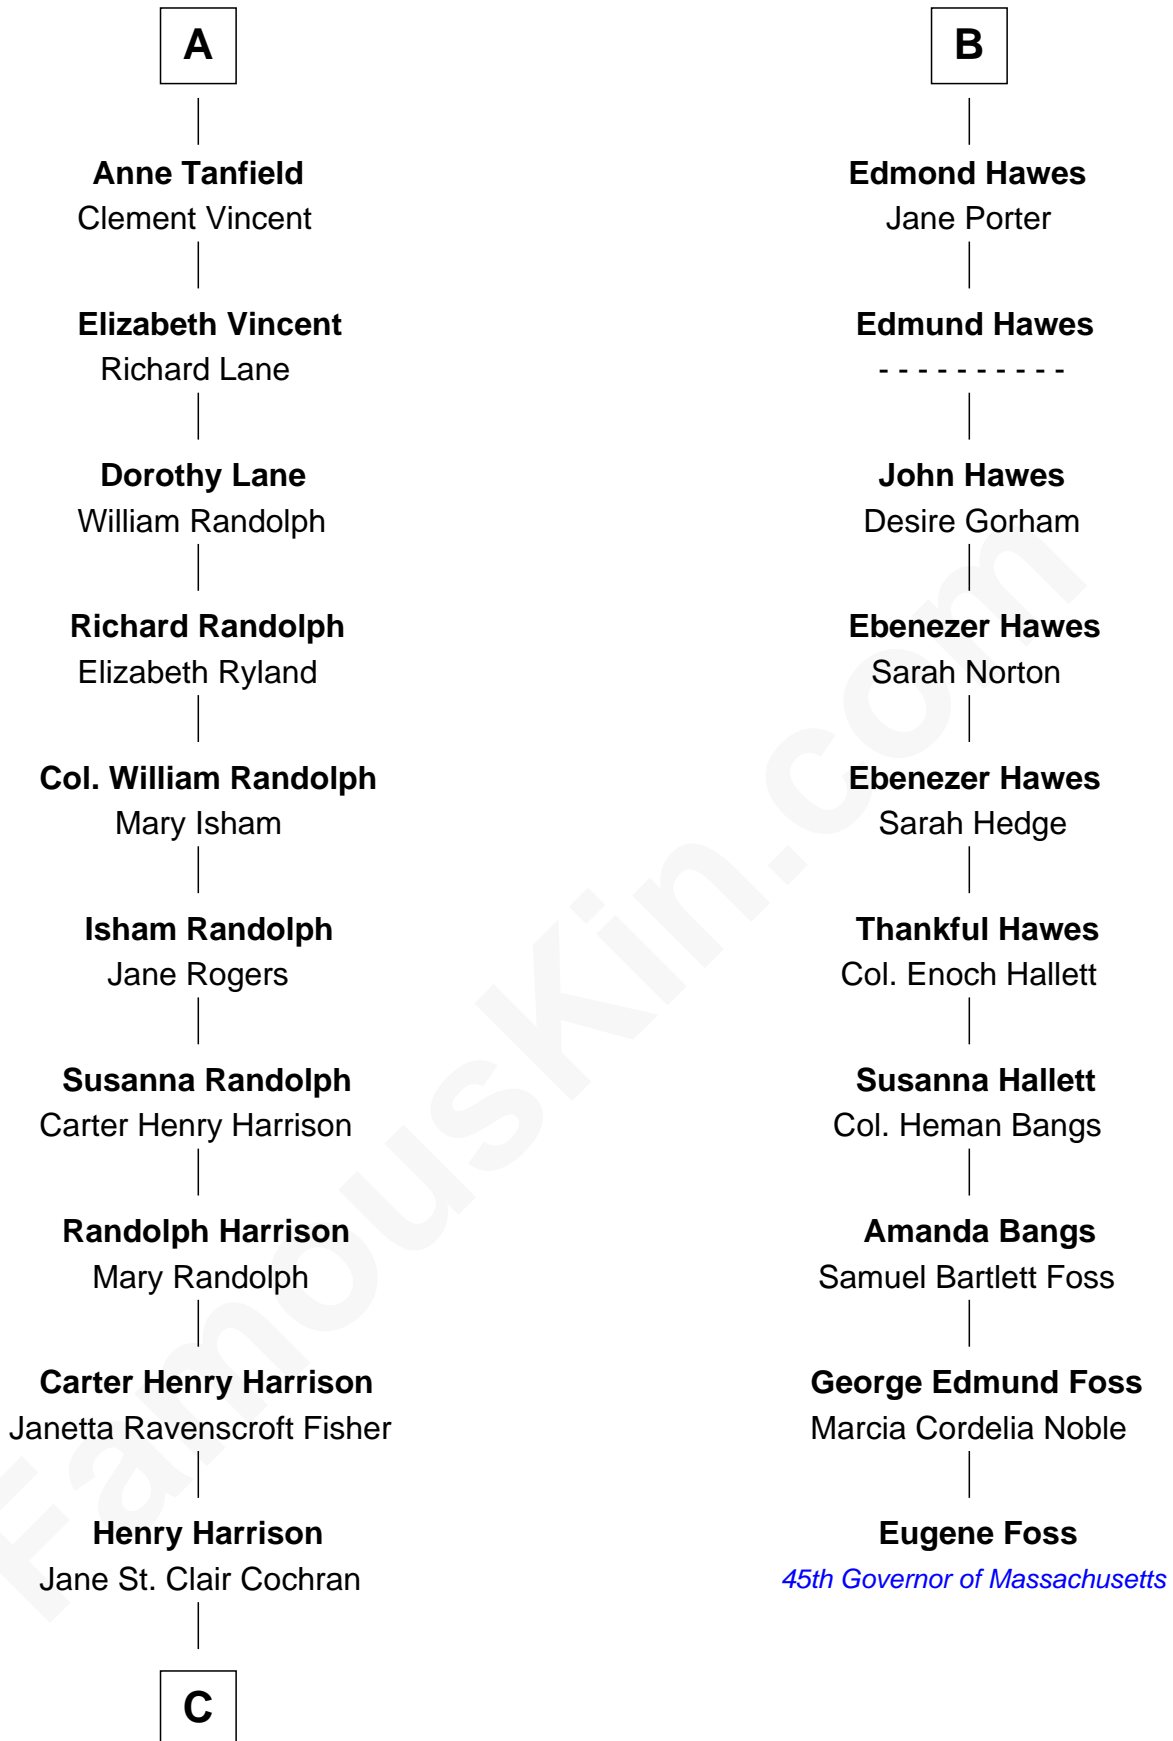 A
Anne Tanfield
Clement Vincent
Elizabeth Vincent
Richard Lane
Dorothy Lane
William Randolph
Richard Randolph
Elizabeth Ryland
Col. William Randolph
Mary Isham
Isham Randolph
Jane Rogers
Susanna Randolph
Carter Henry Harrison
Randolph Harrison
Mary Randolph
Carter Henry Harrison
Janetta Ravenscroft Fisher
Henry Harrison
Jane St. Clair Cochran
C
B
Edmond Hawes
Jane Porter
Edmund Hawes
- - - - - - - - - -
John Hawes
Desire Gorham
Ebenezer Hawes
Sarah Norton
Ebenezer Hawes
Sarah Hedge
Thankful Hawes
Col. Enoch Hallett
Susanna Hallett
Col. Heman Bangs
Amanda Bangs
Samuel Bartlett Foss
George Edmund Foss
Marcia Cordelia Noble
Eugene Foss
45th Governor of Massachusetts
FamousKin.com